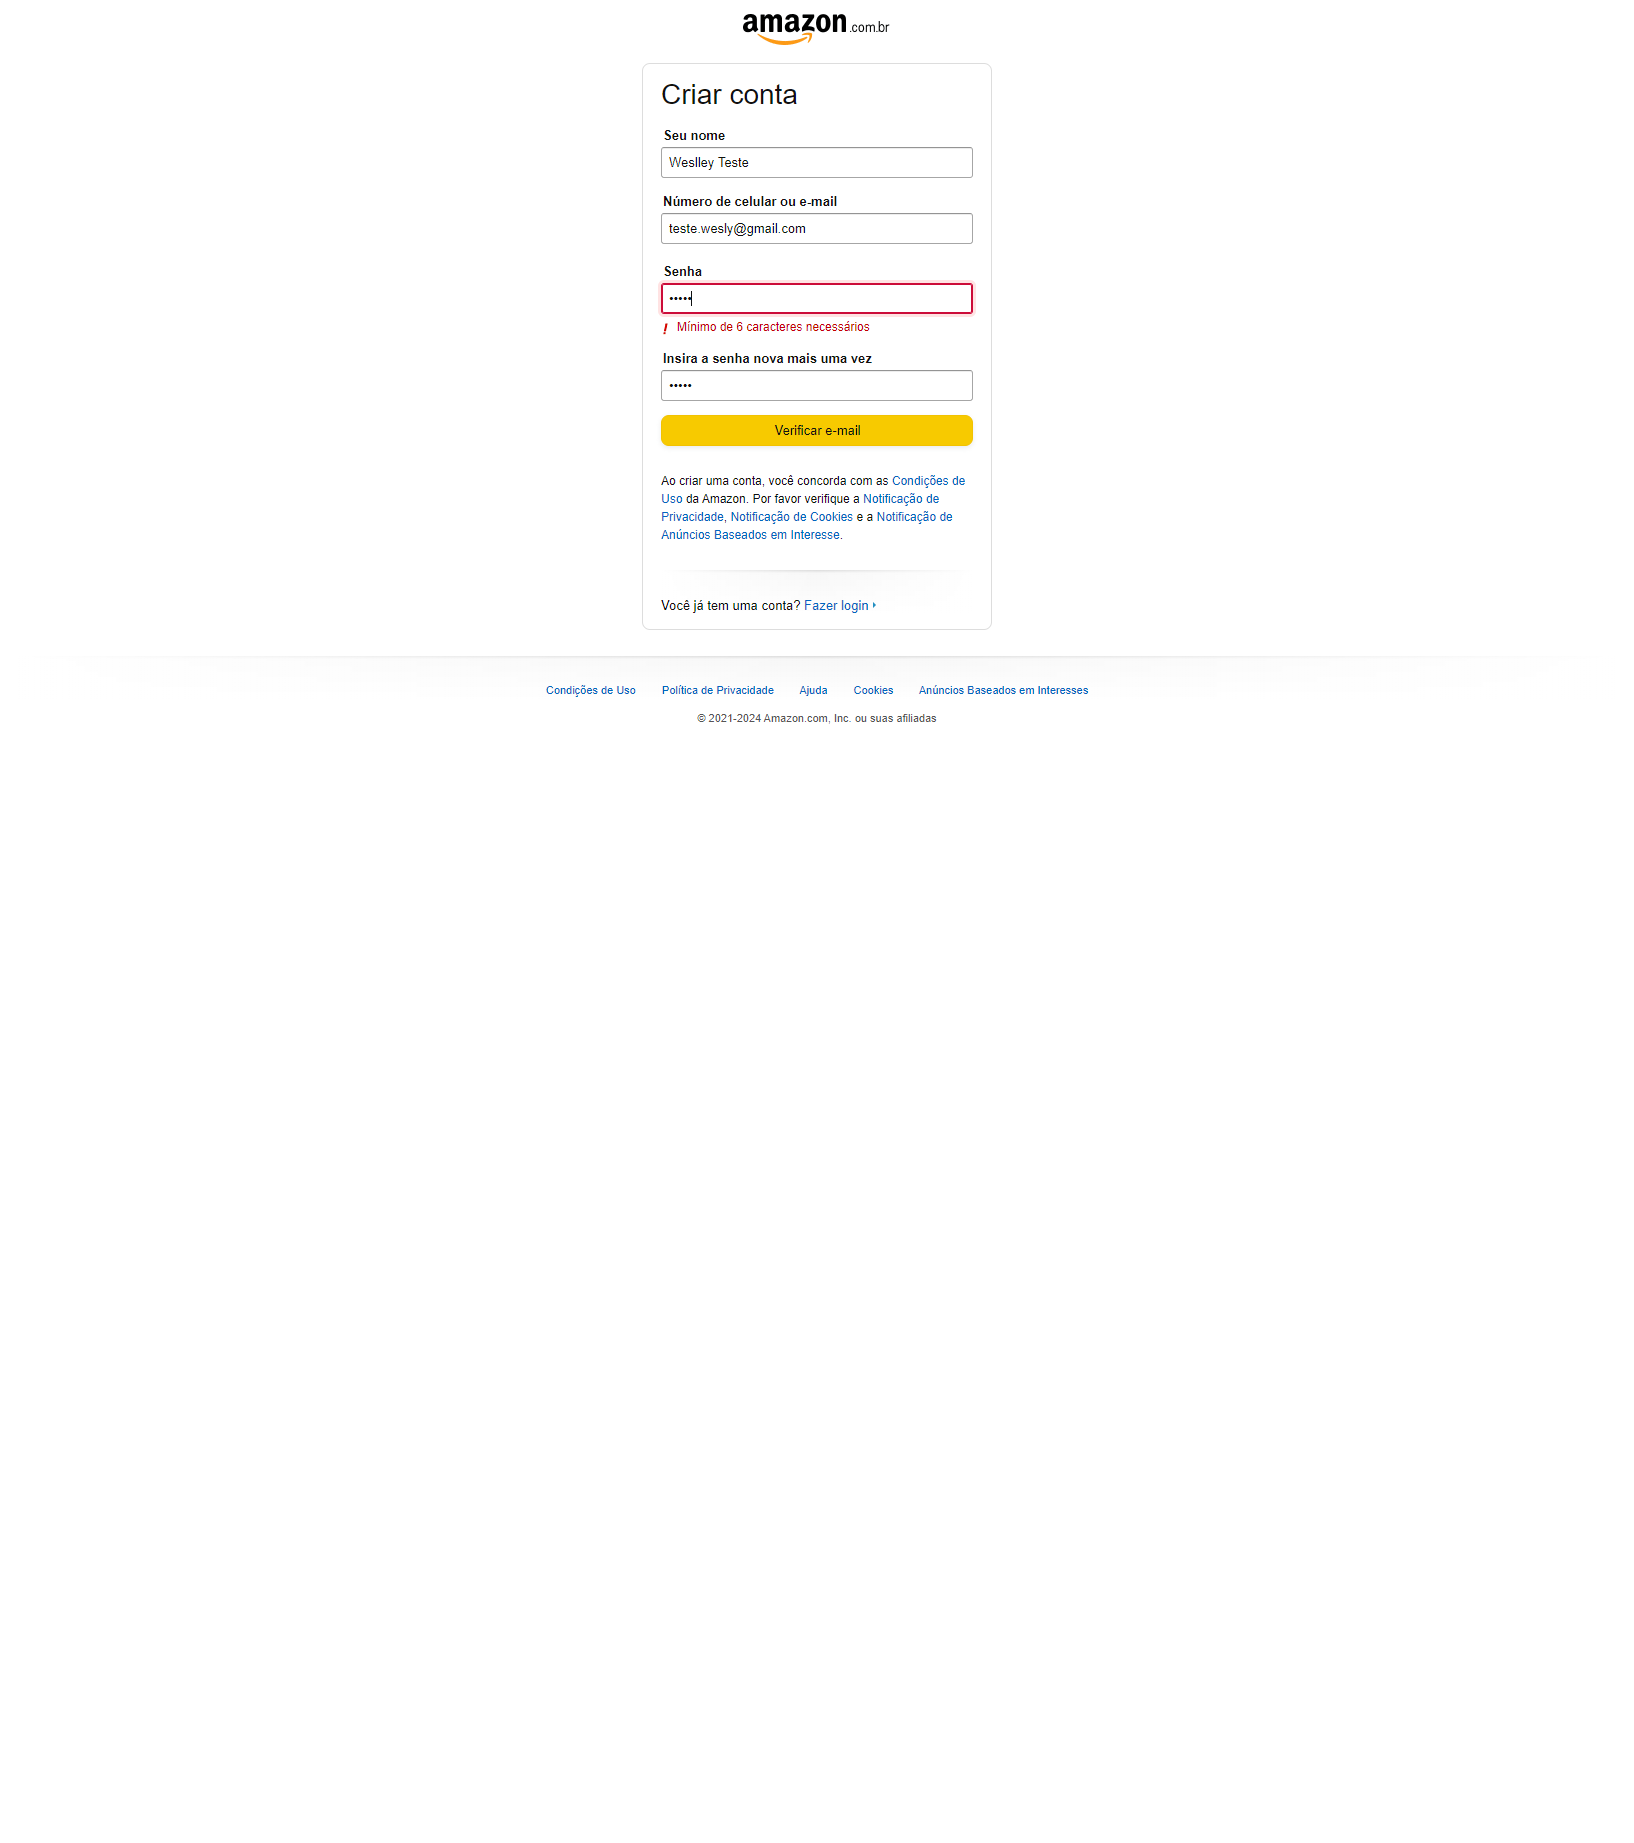 amazon.com.br
Criar conta
Seu nome
Weslley Teste
Número de celular ou e-mail
teste.wesly@gmail.com
Senha
•••••
! Mínimo de 6 caracteres necessários
Insira a senha nova mais uma vez
•••••
Verificar e-mail
Ao criar uma conta, você concorda com as Condições de
Uso da Amazon. Por favor verifique a Notificação de
Privacidade, Notificação de Cookies e a Notificação de
Anúncios Baseados em Interesse.
Você já tem uma conta? Fazer login
Condições de Uso Política de Privacidade Ajuda Cookies Anúncios Baseados em Interesses
© 2021-2024 Amazon.com, Inc. ou suas afiliadas